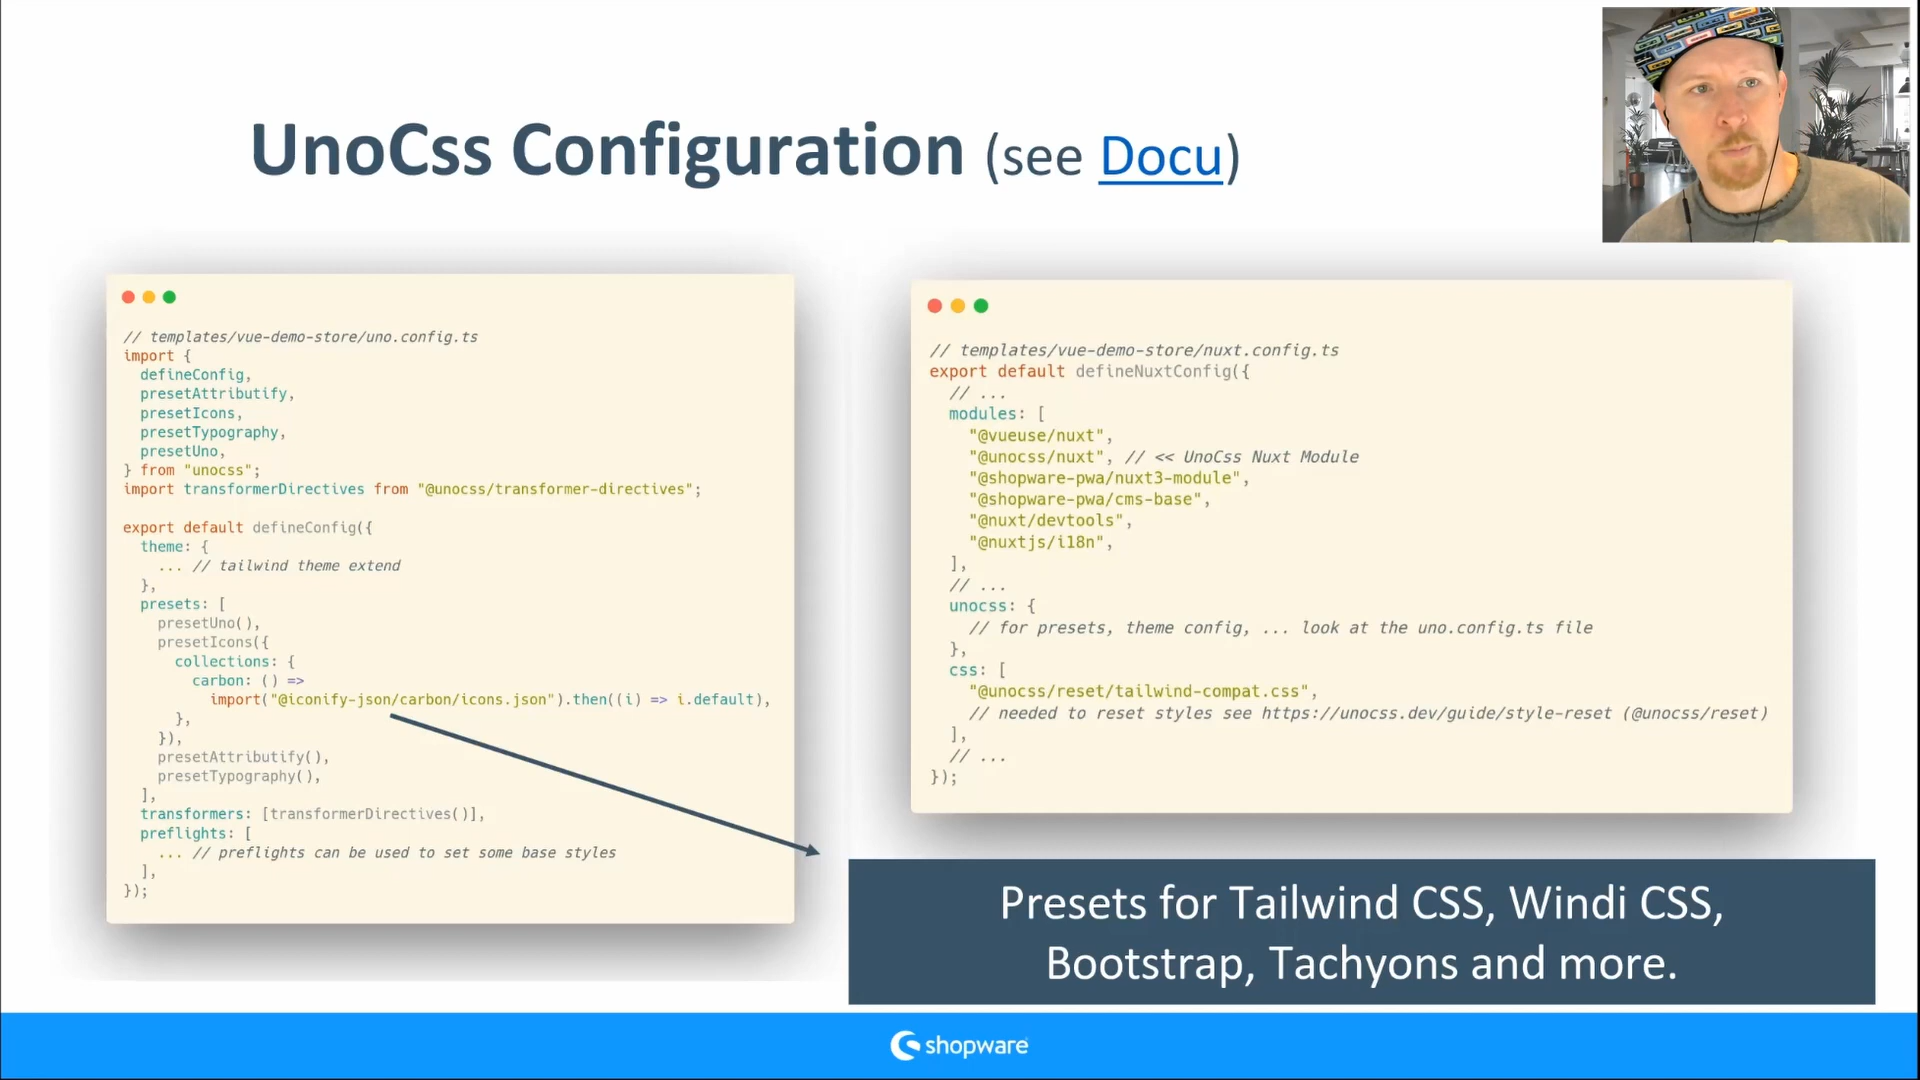 UnoCss Configuration (see Docu)
// templates/vue-demo-store/uno.config.ts
import {
  defineConfig,
  presetAttributify,
  presetIcons,
  presetTypography,
  presetUno,
} from "unocss";
import transformerDirectives from "@unocss/transformer-directives";

export default defineConfig({
  theme: {
    ... // tailwind theme extend
  },
  presets: [
    presetUno(),
    presetIcons({
      collections: {
        carbon: () =>
          import("@iconify-json/carbon/icons.json").then((i) => i.default),
      },
    }),
    presetAttributify(),
    presetTypography(),
  ],
  transformers: [transformerDirectives()],
  preflights: [
    ... // preflights can be used to set some base styles
  ],
});
// templates/vue-demo-store/nuxt.config.ts
export default defineNuxtConfig({
  // ...
  modules: [
    "@vueuse/nuxt",
    "@unocss/nuxt", // << UnoCss Nuxt Module
    "@shopware-pwa/nuxt3-module",
    "@shopware-pwa/cms-base",
    "@nuxt/devtools",
    "@nuxtjs/i18n",
  ],
  // ...
  unocss: {
    // for presets, theme config, ... look at the uno.config.ts file
  },
  css: [
    "@unocss/reset/tailwind-compat.css",
    // needed to reset styles see https://unocss.dev/guide/style-reset (@unocss/reset)
  ],
  // ...
});
Presets for Tailwind CSS, Windi CSS,
Bootstrap, Tachyons and more.
shopware